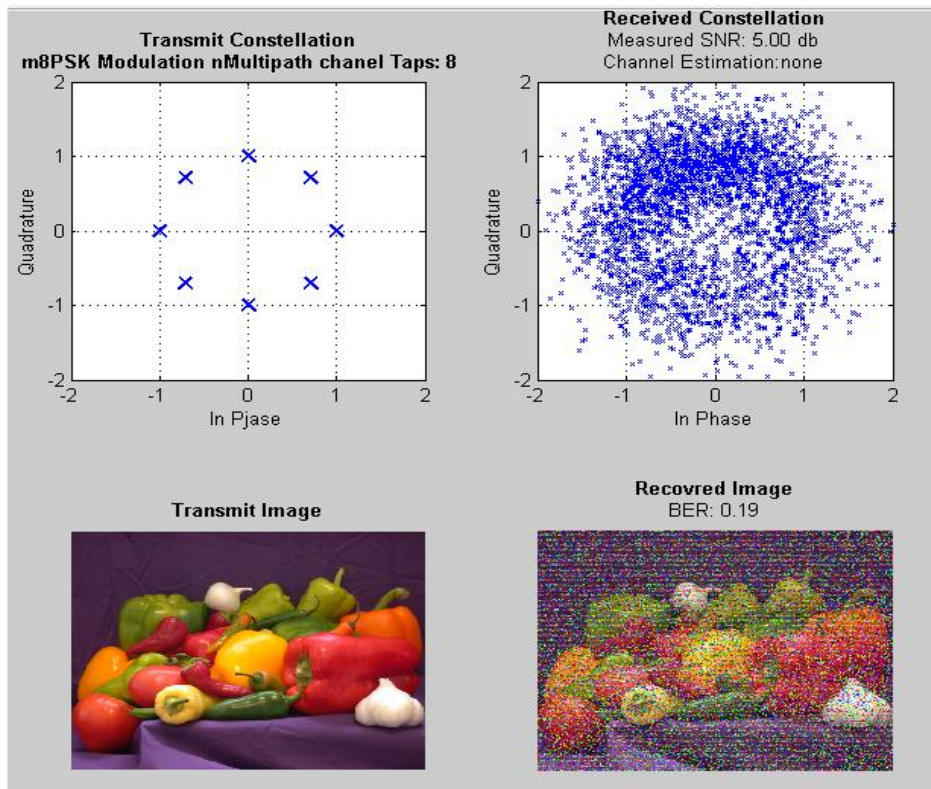 Transmit Constellation
m8PSK Modulation nMultipath chanel Taps: 8
2
1
0
-1
-2
-2
-1
0
1
2
Quadrature
In Pjase
Received Constellation
Measured SNR: 5.00 db
Channel Estimation:none
2
1
0
-1
-2
-2
-1
0
1
2
Quadrature
In Phase
Transmit Image
Recovred Image
BER: 0.19